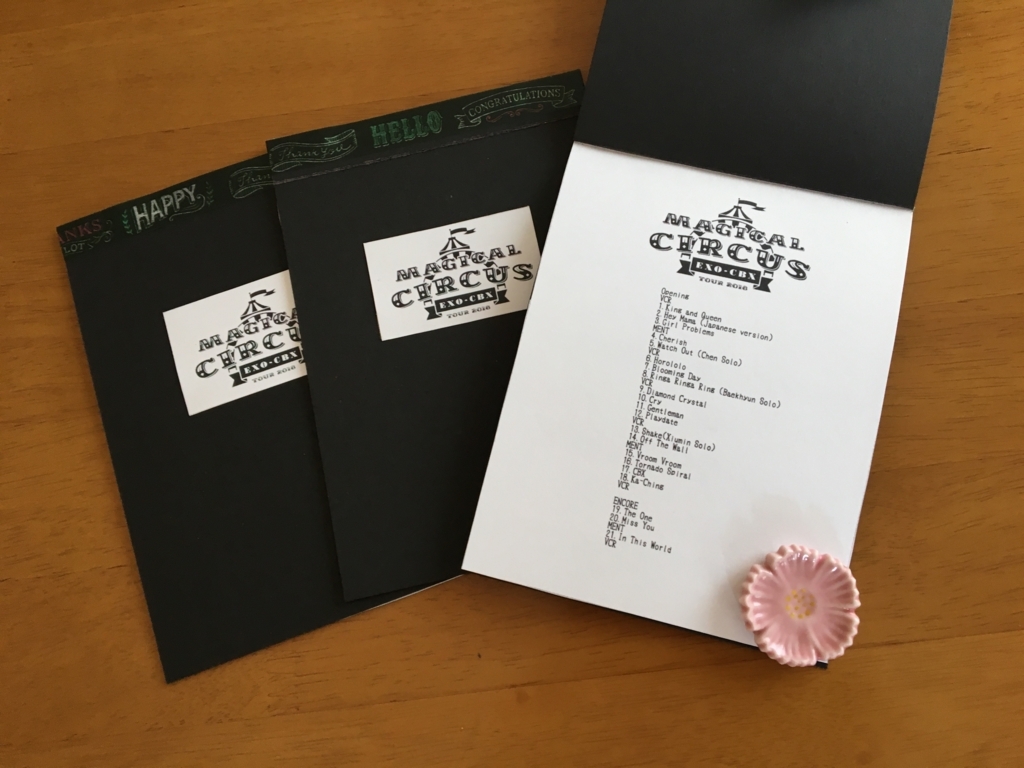 NKS
LOTS
HAPPY
Than
MAGICAL
CIRCUS
EXO-CBX
TOUR 2018
Thank You
HELLO
CONGRATULATIONS
MAGICAL
CIRCUS
EXO-CBX
TOUR 2018
MAGICAL
CIRCUS
EXO-CBX
TOUR 2018
Opening
VCR
1. King and Queen
2. Hey Mama (Japanese version)
3. Girl Problems
MENT
4. Cherish
5. Watch Out (Chen Solo)
VCR
6. Horololo
7. Blooming Day
8. Ringa Ringa Ring (Baekhyun Solo)
VCR
9. Diamond Crystal
10. Cry
11. Gentleman
12. Playdate
VCR
13. Shake(Xiumin Solo)
14. Off The Wall
MENT
15. Vroom Vroom
16. Tornado Spiral
17. CBX
18. Ka-Ching
VCR
ENCORE
19. The One
20. Miss You
MENT
21. In This World
VCR